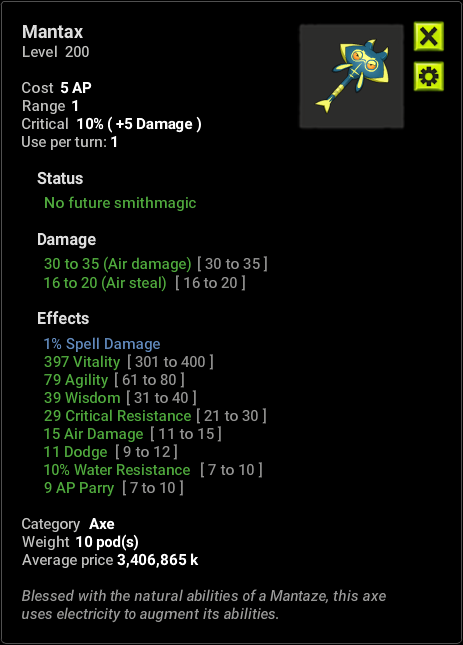 Mantax
Level 200
Cost 5 AP
Range 1
Critical 10% ( +5 Damage )
Use per turn: 1
Status
No future smithmagic
Damage
30 to 35 (Air damage) [ 30 to 35 ]
16 to 20 (Air steal) [ 16 to 20 ]
Effects
1% Spell Damage
397 Vitality [ 301 to 400 ]
79 Agility [ 61 to 80 ]
39 Wisdom [ 31 to 40 ]
29 Critical Resistance [ 21 to 30 ]
15 Air Damage [ 11 to 15 ]
11 Dodge [ 9 to 12 ]
10% Water Resistance [ 7 to 10 ]
9 AP Parry [ 7 to 10 ]
Category Axe
Weight 10 pod(s)
Average price 3,406,865 k
Blessed with the natural abilities of a Mantaze, this axe
uses electricity to augment its abilities.